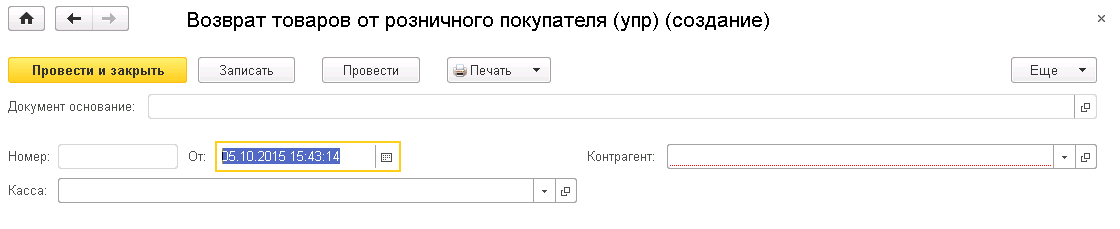 Возврат товаров от розничного покупателя (упр) (создание)
Провести и закрыть Записать Провести Печать Еще
Документ основание:
Номер: От: 05.10.2015 15:43:14 Контрагент:
Касса: